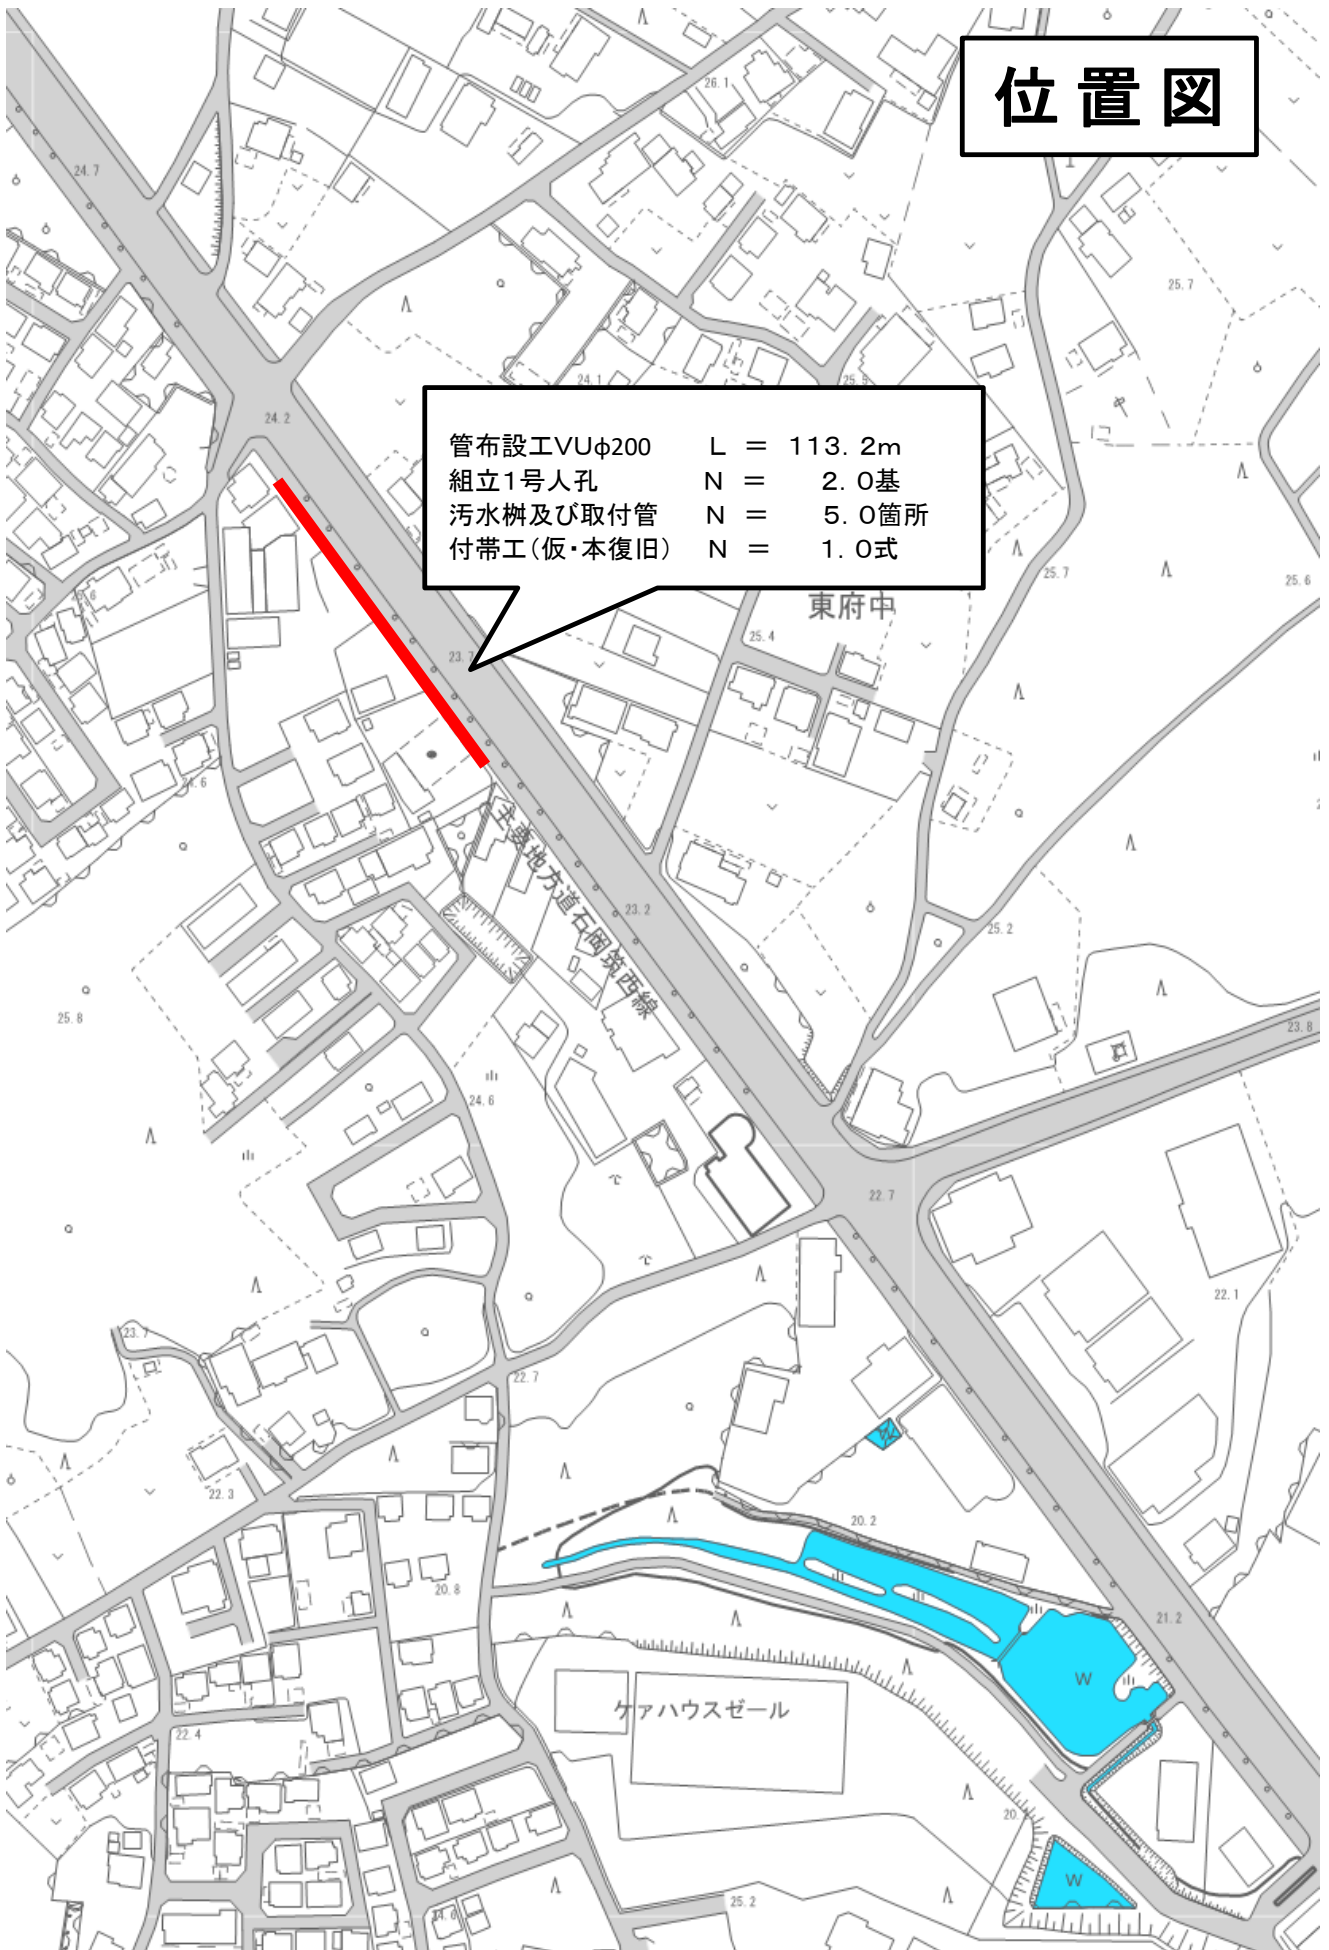 位置図
26.1
24.7
25.7
24.1
25.5
24.2
管布設工VUφ200 L = 113.2m
組立1号人孔 N = 2.0基
汚水桝及び取付管 N = 5.0箇所
付帯工(仮・本復旧) N = 1.0式
25.7
25.6
東府中
25.4
23.7
主要地方道石岡筑西線
23.2
25.2
25.8
23.8
24.6
22.7
22.1
23.7
22.7
22.3
20.2
20.8
21.2
W
ケアハウスゼール
22.4
W
25.2